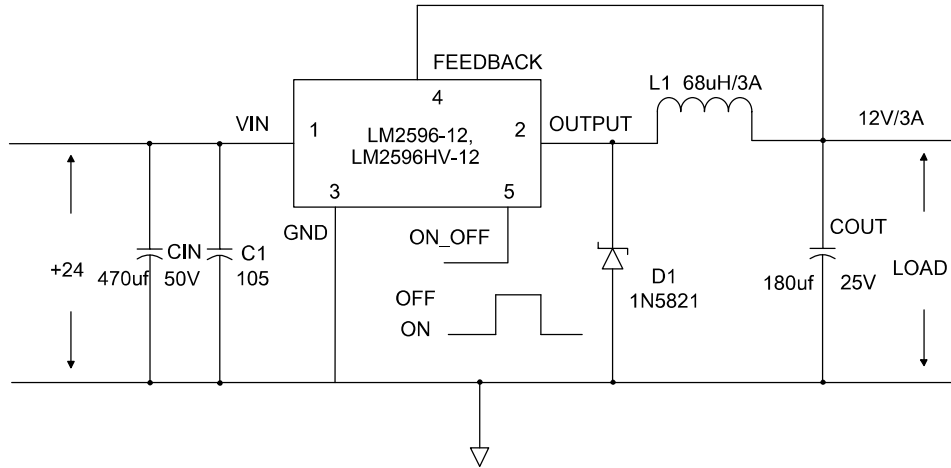 FEEDBACK
L1 68uH/3A
4
VIN
1
LM2596-12,
LM2596HV-12
2
OUTPUT
12V/3A
3
5
GND
ON_OFF
COUT
+24
470uf
CIN
50V
C1
105
D1
1N5821
180uf
25V
LOAD
OFF
ON